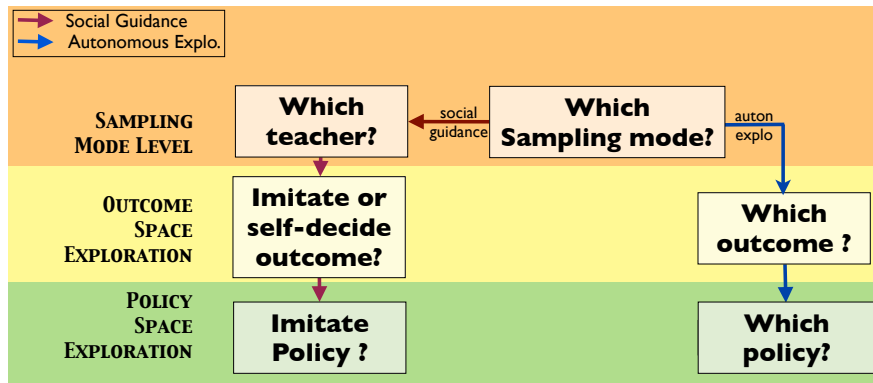 Social Guidance
Autonomous Explo.
SAMPLING
MODE LEVEL
Which
teacher?
social
guidance
Which
Sampling mode?
auton
explo
OUTCOME
SPACE
EXPLORATION
Imitate or
self-decide
outcome?
Which
outcome ?
POLICY
SPACE
EXPLORATION
Imitate
Policy ?
Which
policy?